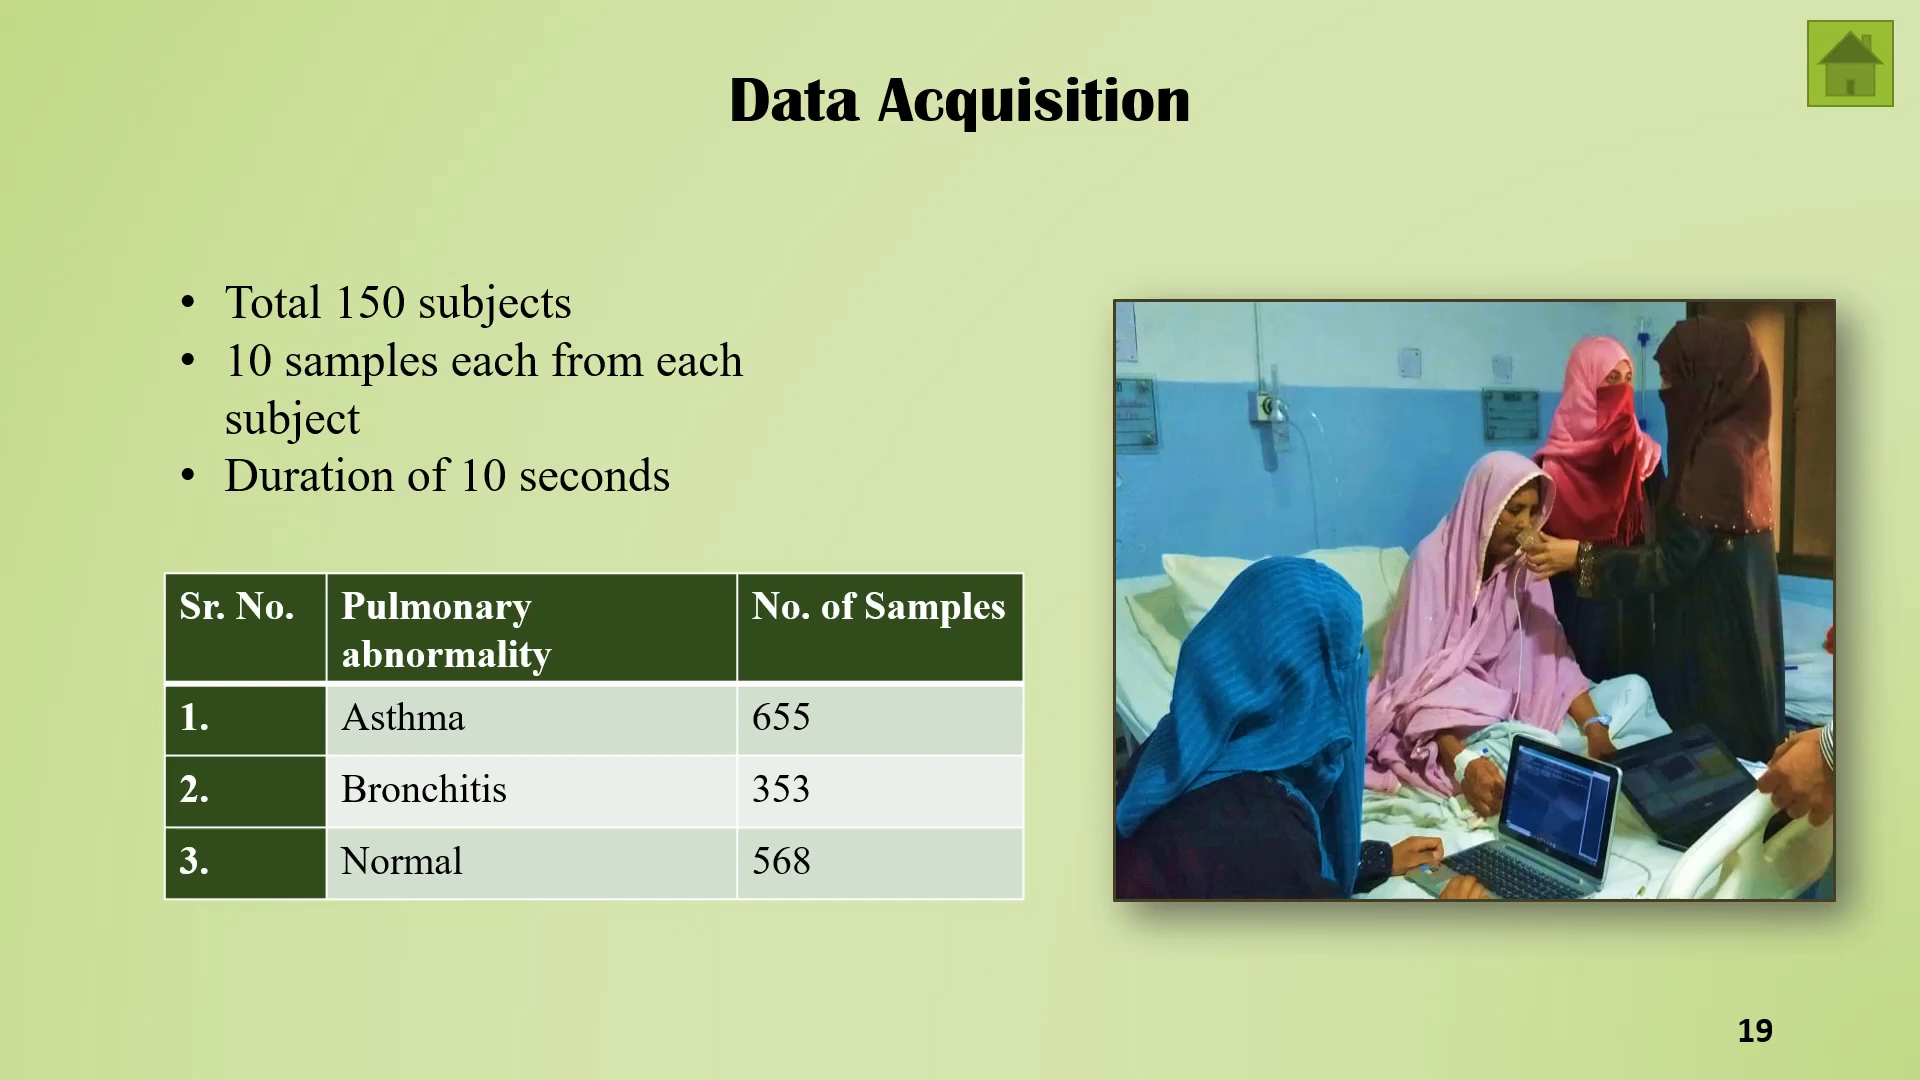 Data Acquisition
• Total 150 subjects
• 10 samples each from each
subject
• Duration of 10 seconds
Sr. No. Pulmonary abnormality No. of Samples
1. Asthma 655
2. Bronchitis 353
3. Normal 568
19